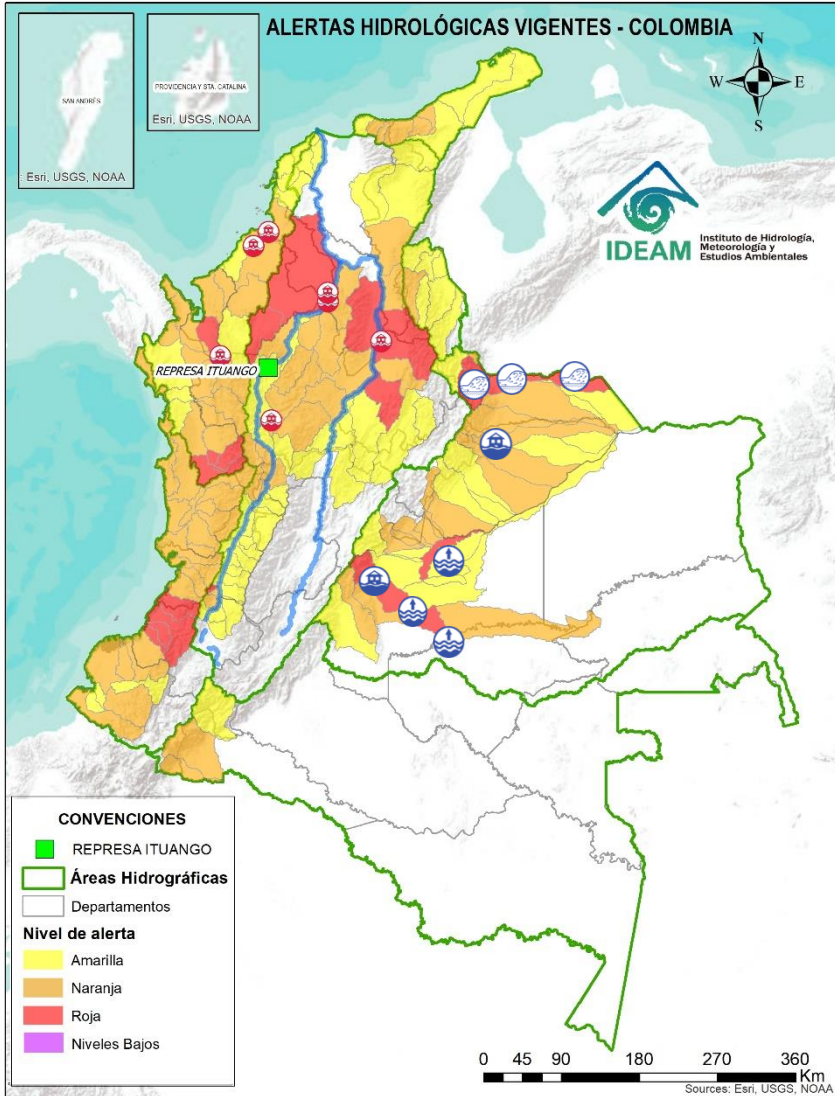 ALERTAS HIDROLÓGICAS VIGENTES - COLOMBIA
SAN ANDRÉS
Esri, USGS, NOAA
PROVIDENCIA Y STA. CATALINA
Esri, USGS, NOAA
N
W
E
S
IDEAM
Instituto de Hidrología,
Meteorología y
Estudios Ambientales
REPRESA ITUANGO
CONVENCIONES
REPRESA ITUANGO
Áreas Hidrográficas
Departamentos
Nivel de alerta
Amarilla
Naranja
Roja
Niveles Bajos
0 45 90 180 270 360
Km
Sources: Esri, USGS, NOAA